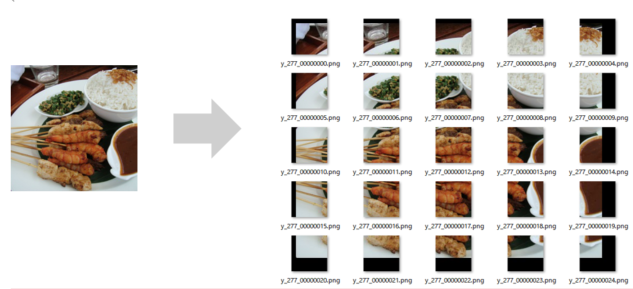 y_277_00000000.png y_277_00000001.png y_277_00000002.png y_277_00000003.png y_277_00000004.png
y_277_00000005.png y_277_00000006.png y_277_00000007.png y_277_00000008.png y_277_00000009.png
y_277_00000010.png y_277_00000011.png y_277_00000012.png y_277_00000013.png y_277_00000014.png
y_277_00000015.png y_277_00000016.png y_277_00000017.png y_277_00000018.png y_277_00000019.png
y_277_00000020.png y_277_00000021.png y_277_00000022.png y_277_00000023.png y_277_00000024.png